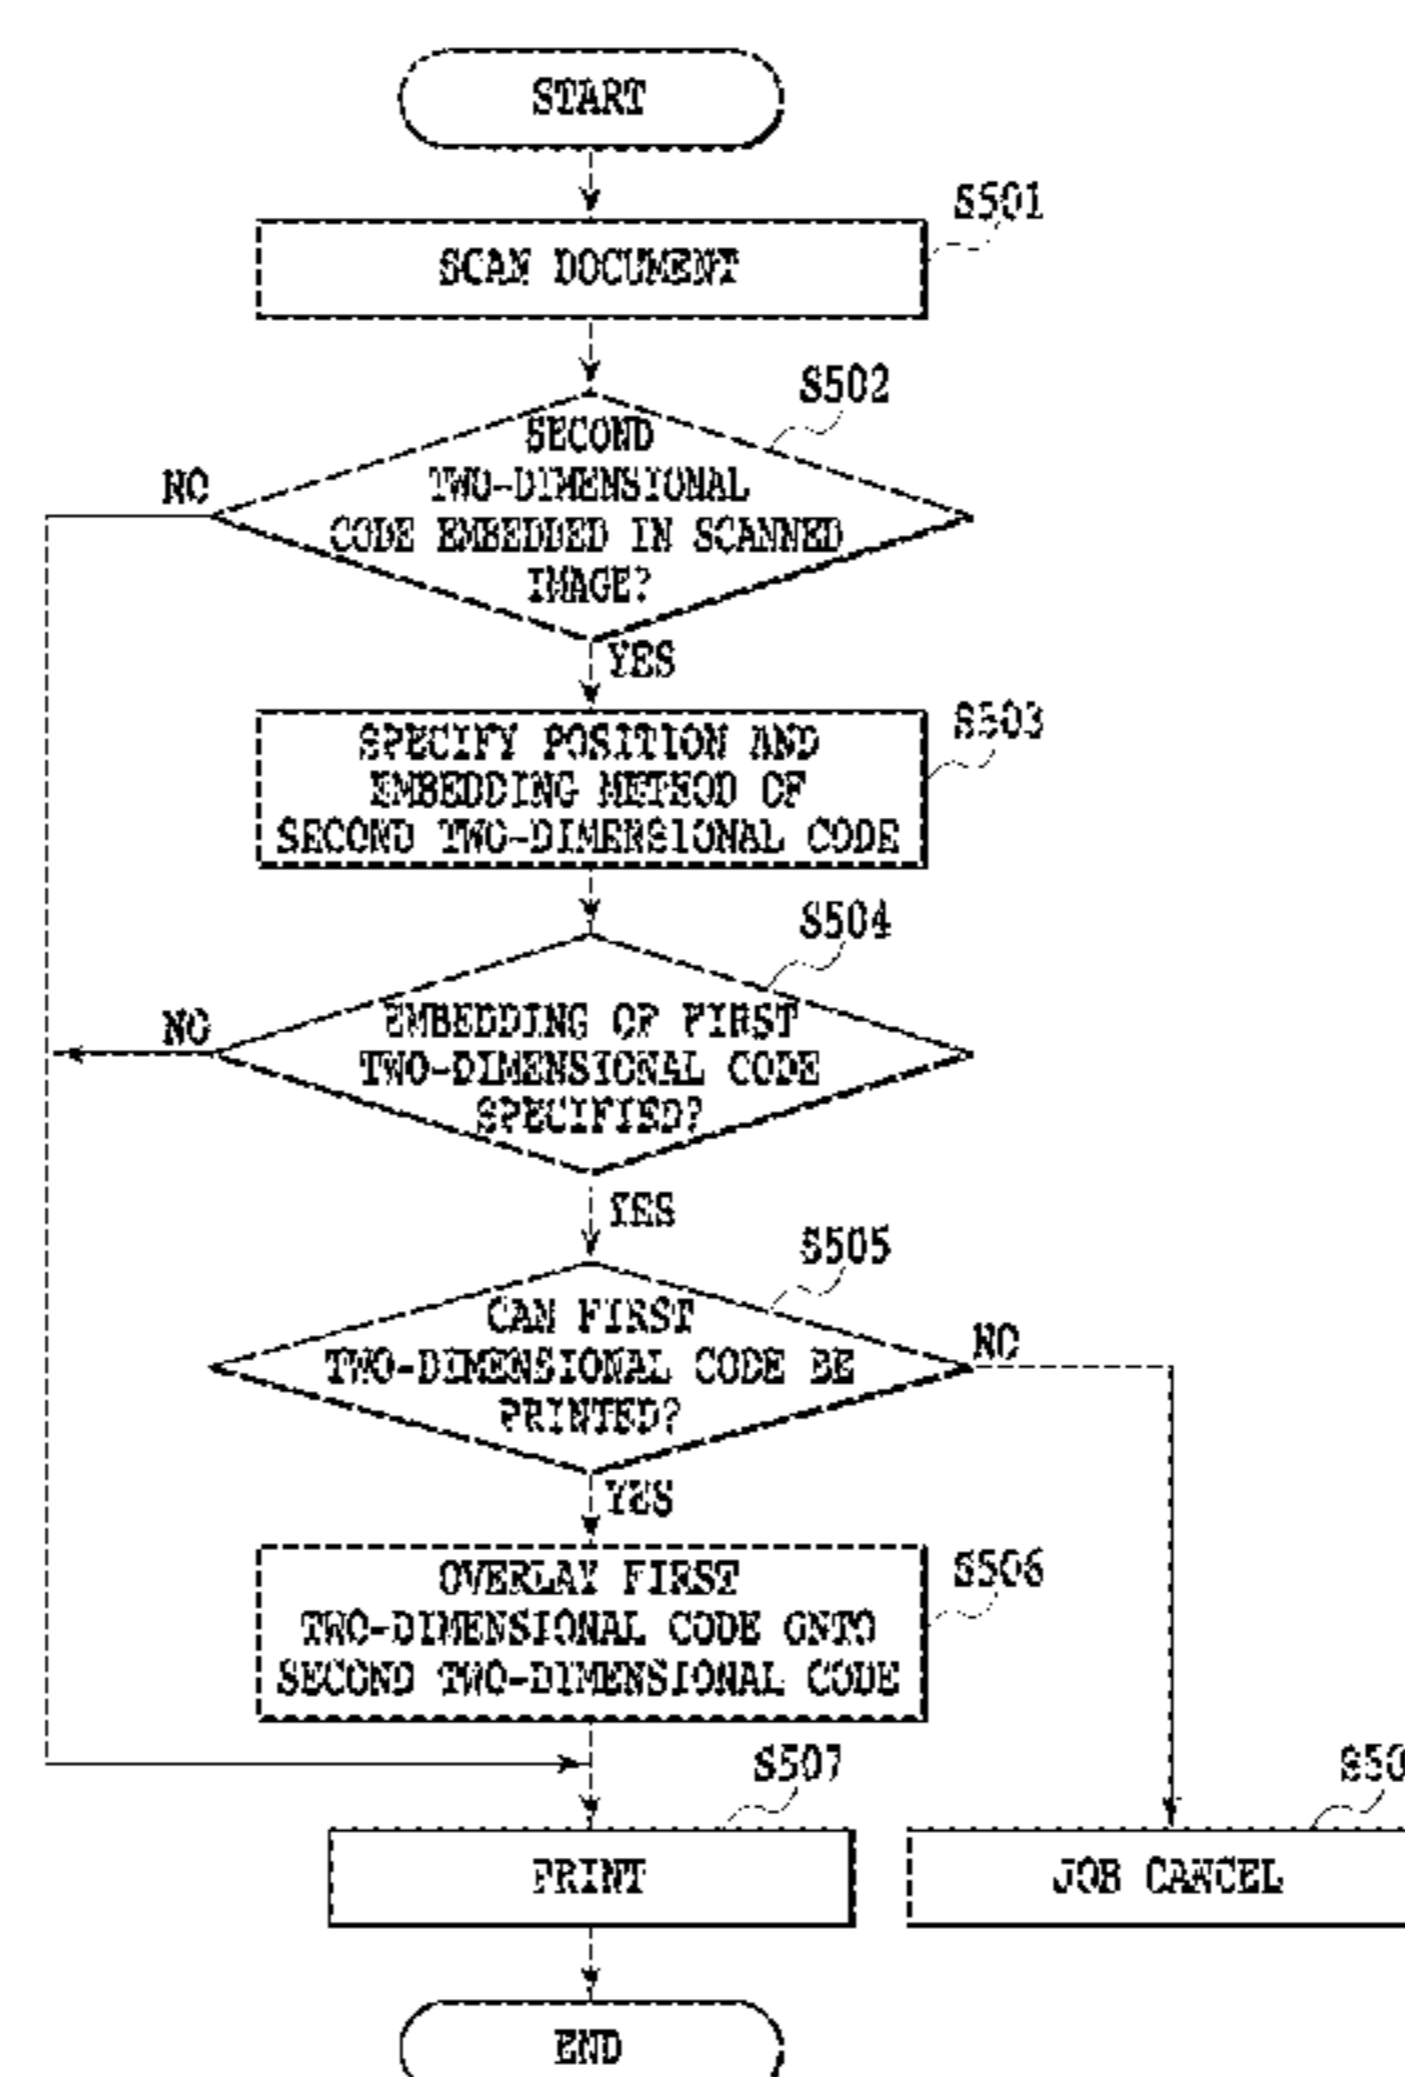 START
S501
SCAN DOCUMENT
S502
SECOND
TWO-DIMENSIONAL
CODE EMBEDDED IN SCANNED
IMAGE?
NO
YES
S503
SPECIFY POSITION AND
EMBEDDING METHOD OF
SECOND TWO-DIMENSIONAL CODE
S504
EMBEDDING OF FIRST
TWO-DIMENSIONAL CODE
SPECIFIED?
NO
YES
S505
CAN FIRST
TWO-DIMENSIONAL CODE BE
PRINTED?
NO
YES
S506
OVERLAY FIRST
TWO-DIMENSIONAL CODE ONTO
SECOND TWO-DIMENSIONAL CODE
S507
PRINT
S50
JOB CANCEL
END